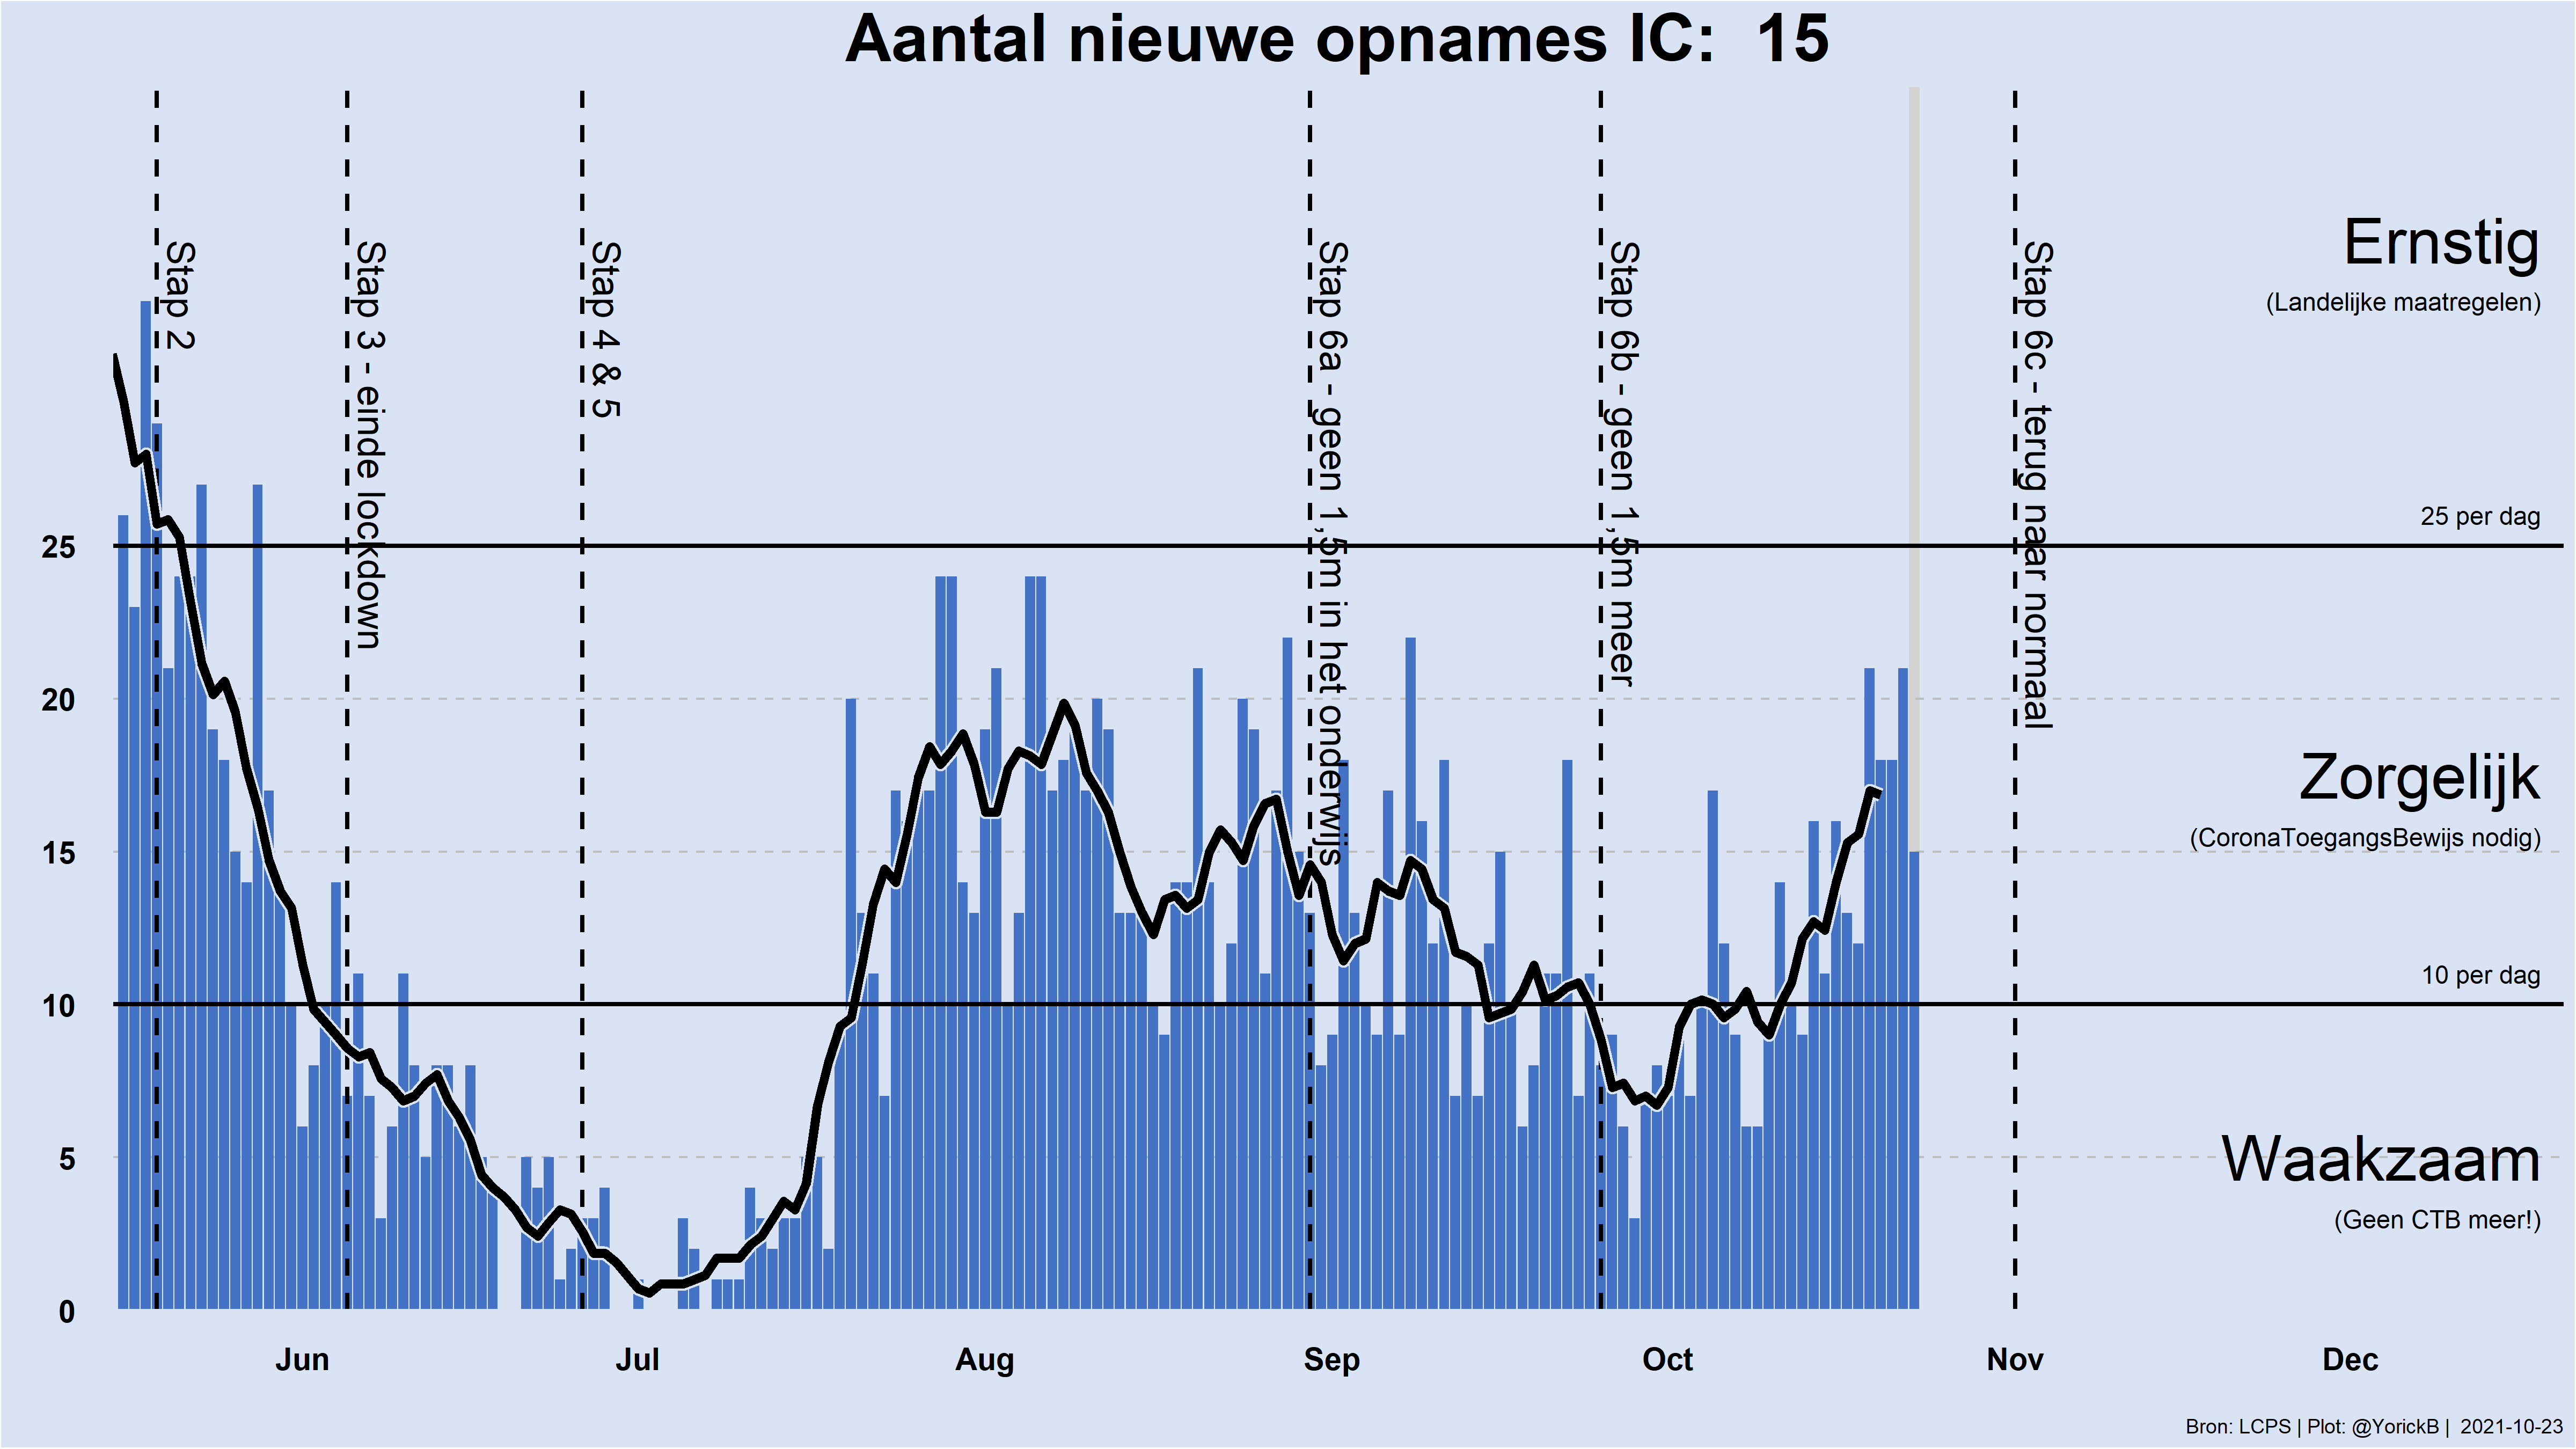 Aantal nieuwe opnames IC:  15
Stap 2
Stap 3 - einde lockdown
Stap 4 & 5
Stap 6a - geen 1,5m in het onderwijs
Stap 6b - geen 1,5m meer
Stap 6c - terug naar normaal
Ernstig
(Landelijke maatregelen)
25 per dag
25
20
Zorgelijk
(CoronaToegangsBewijs nodig)
15
10 per dag
10
Waakzaam
5
(Geen CTB meer!)
0
Jun Jul Aug Sep Oct Nov Dec
Bron: LCPS | Plot: @YorickB |  2021-10-23